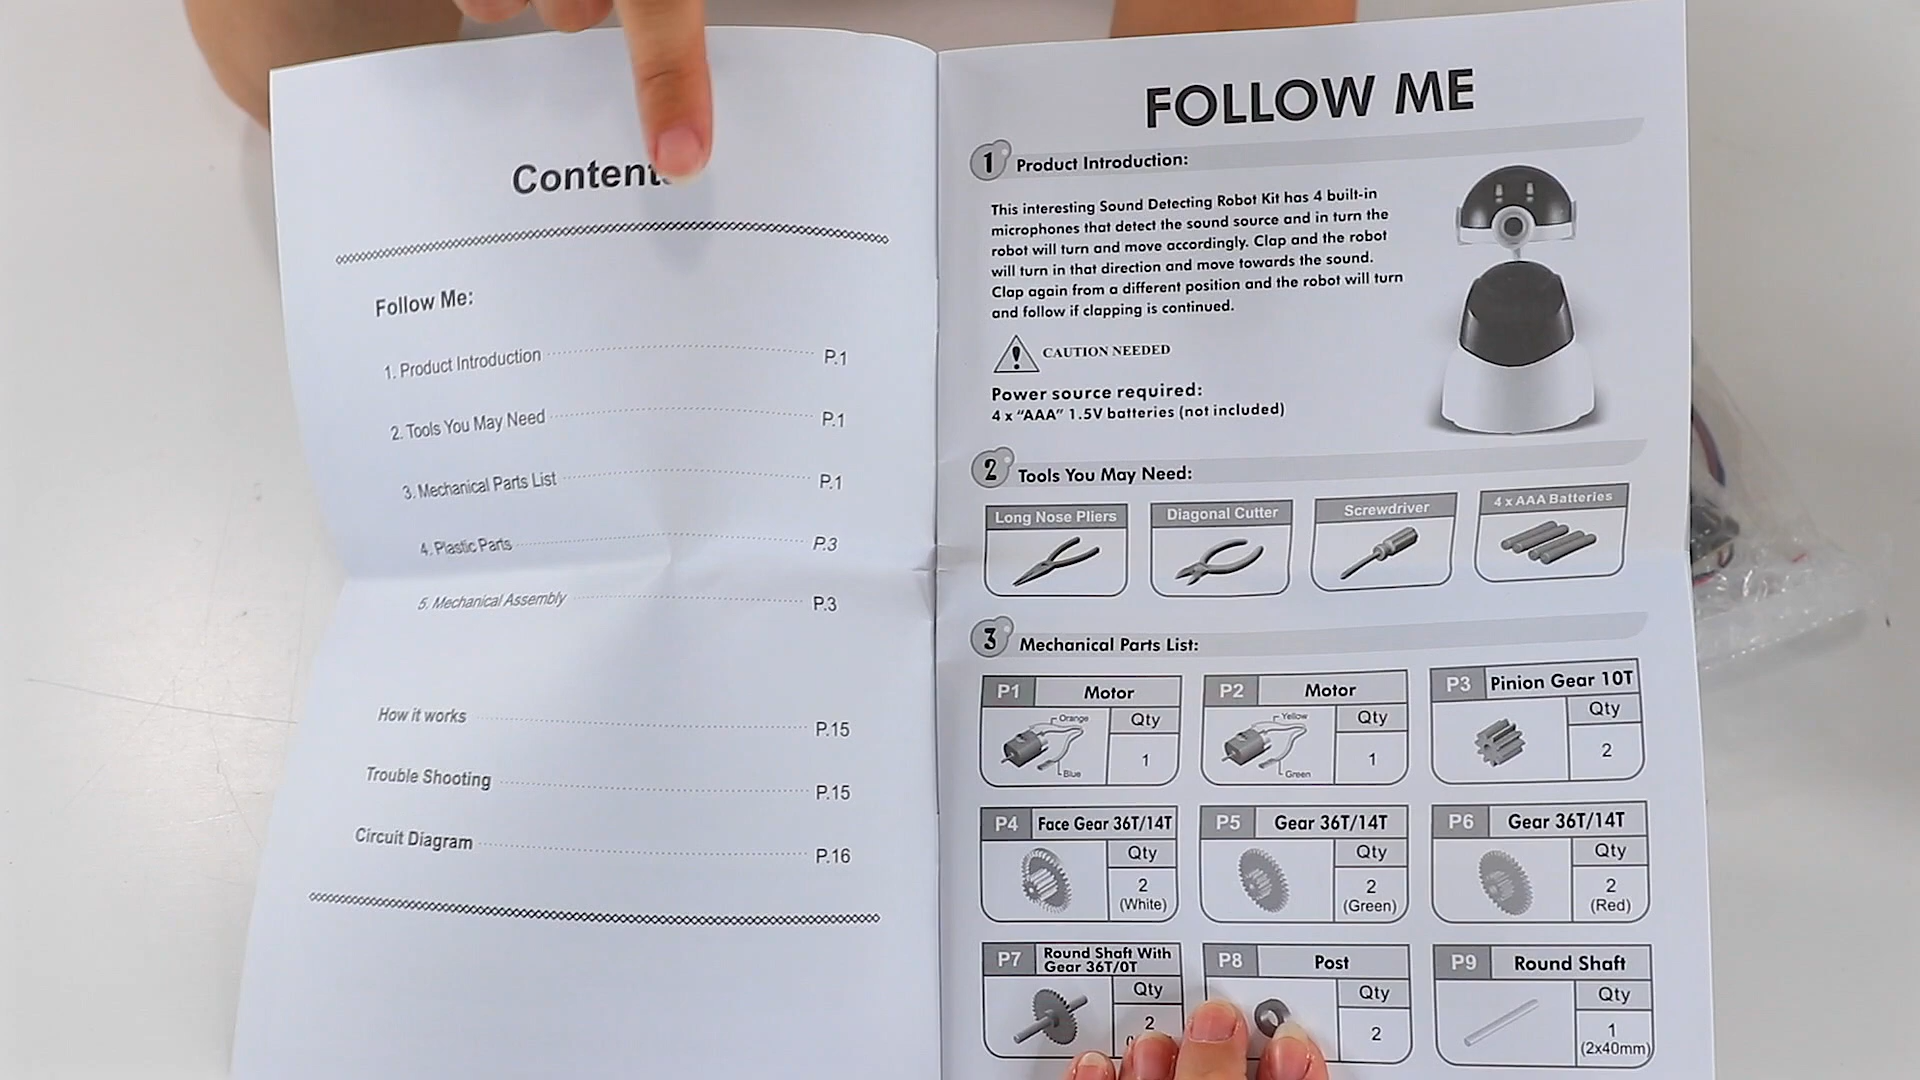 Content
Follow Me:
1. Product Introduction P.1
2. Tools You May Need P.1
3. Mechanical Parts List P.1
4. Plastic Parts P.3
5. Mechanical Assembly P.3
How it works P.15
Trouble Shooting P.15
Circuit Diagram P.16
FOLLOW ME
1 Product Introduction:
This interesting Sound Detecting Robot Kit has 4 built-in
microphones that detect the sound source and in turn the
robot will turn and move accordingly. Clap and the robot
will turn in that direction and move towards the sound.
Clap again from a different position and the robot will turn
and follow if clapping is continued.
CAUTION NEEDED
Power source required:
4 x "AAA" 1.5V batteries (not included)
2 Tools You May Need:
Long Nose Pliers
Diagonal Cutter
Screwdriver
4 x AAA Batteries
3 Mechanical Parts List:
P1 Motor
Orange
Blue
Qty
1
P2 Motor
Yellow
Green
Qty
1
P3 Pinion Gear 10T
Qty
2
P4 Face Gear 36T/14T
Qty
2
(White)
P5 Gear 36T/14T
Qty
2
(Green)
P6 Gear 36T/14T
Qty
2
(Red)
P7 Round Shaft With
Gear 36T/0T
Qty
2
P8 Post
Qty
2
P9 Round Shaft
Qty
1
(2x40mm)